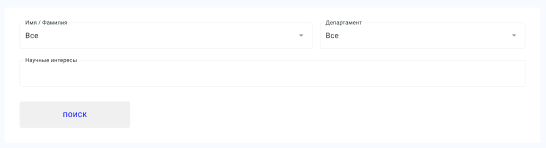 Имя / Фамилия
Департамент
Все
Все
Научные интересы
ПОИСК